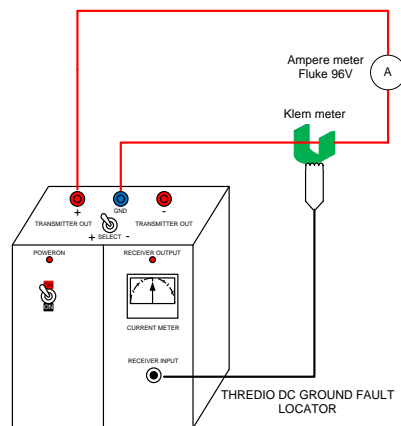 Ampere meter
Fluke 96V
A
Klem meter
+
GND
-
TRANSMITTER OUT
TRANSMITTER OUT
+ SELECT -
POWERON
RECEIVER OUTPUT
ON
CURRENT METER
RECEIVER INPUT
THREDIO DC GROUND FAULT
LOCATOR